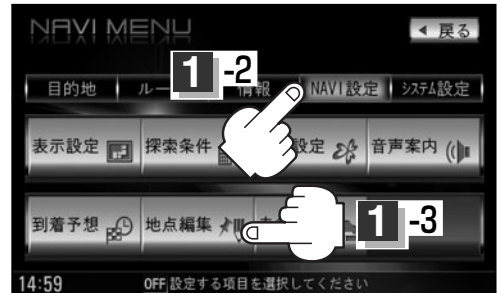 NAVI MENU
戻る
1-2
目的地 ル 情報 NAVI設定 システム設定
表示設定 探索条件 設定 音声案内
到着予想 地点編集
1-3
14:59 OFF 設定する項目を選択してください